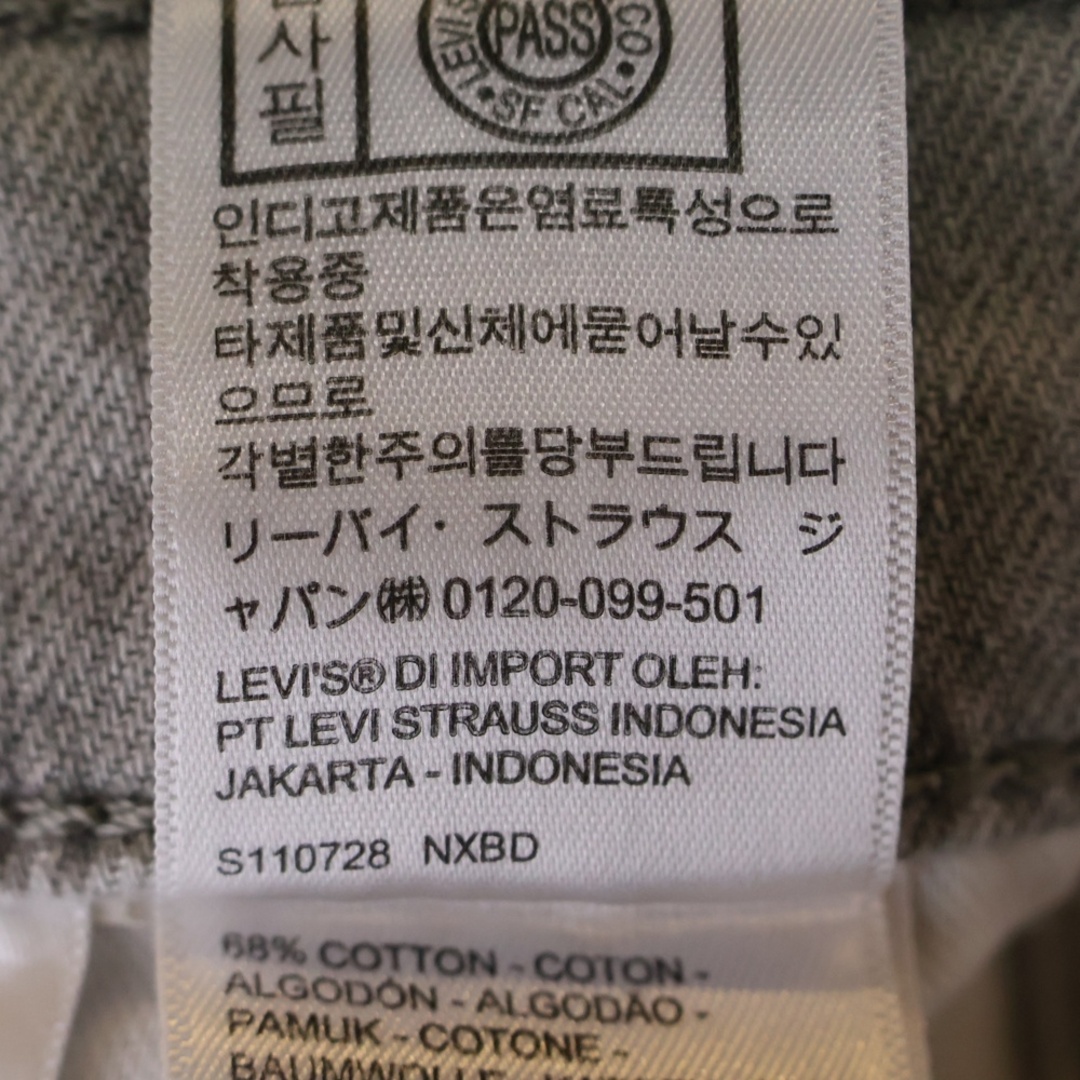 사
필
LEVI'S
PASS
CO
• SF CAL •
인디고제품은염료특성으로
착용중
타제품및신체에묻어날수있
으므로
각별한주의를당부드립니다
リーバイ・ストラウス ジ
ャパン㈱ 0120-099-501
LEVI'S® DI IMPORT OLEH:
PT LEVI STRAUSS INDONESIA
JAKARTA - INDONESIA
S110728 NXBD
68% COTTON - COTON -
ALGODÓN - ALGODÃO -
PAMUK - COTONE -
BAUMWOLLE -